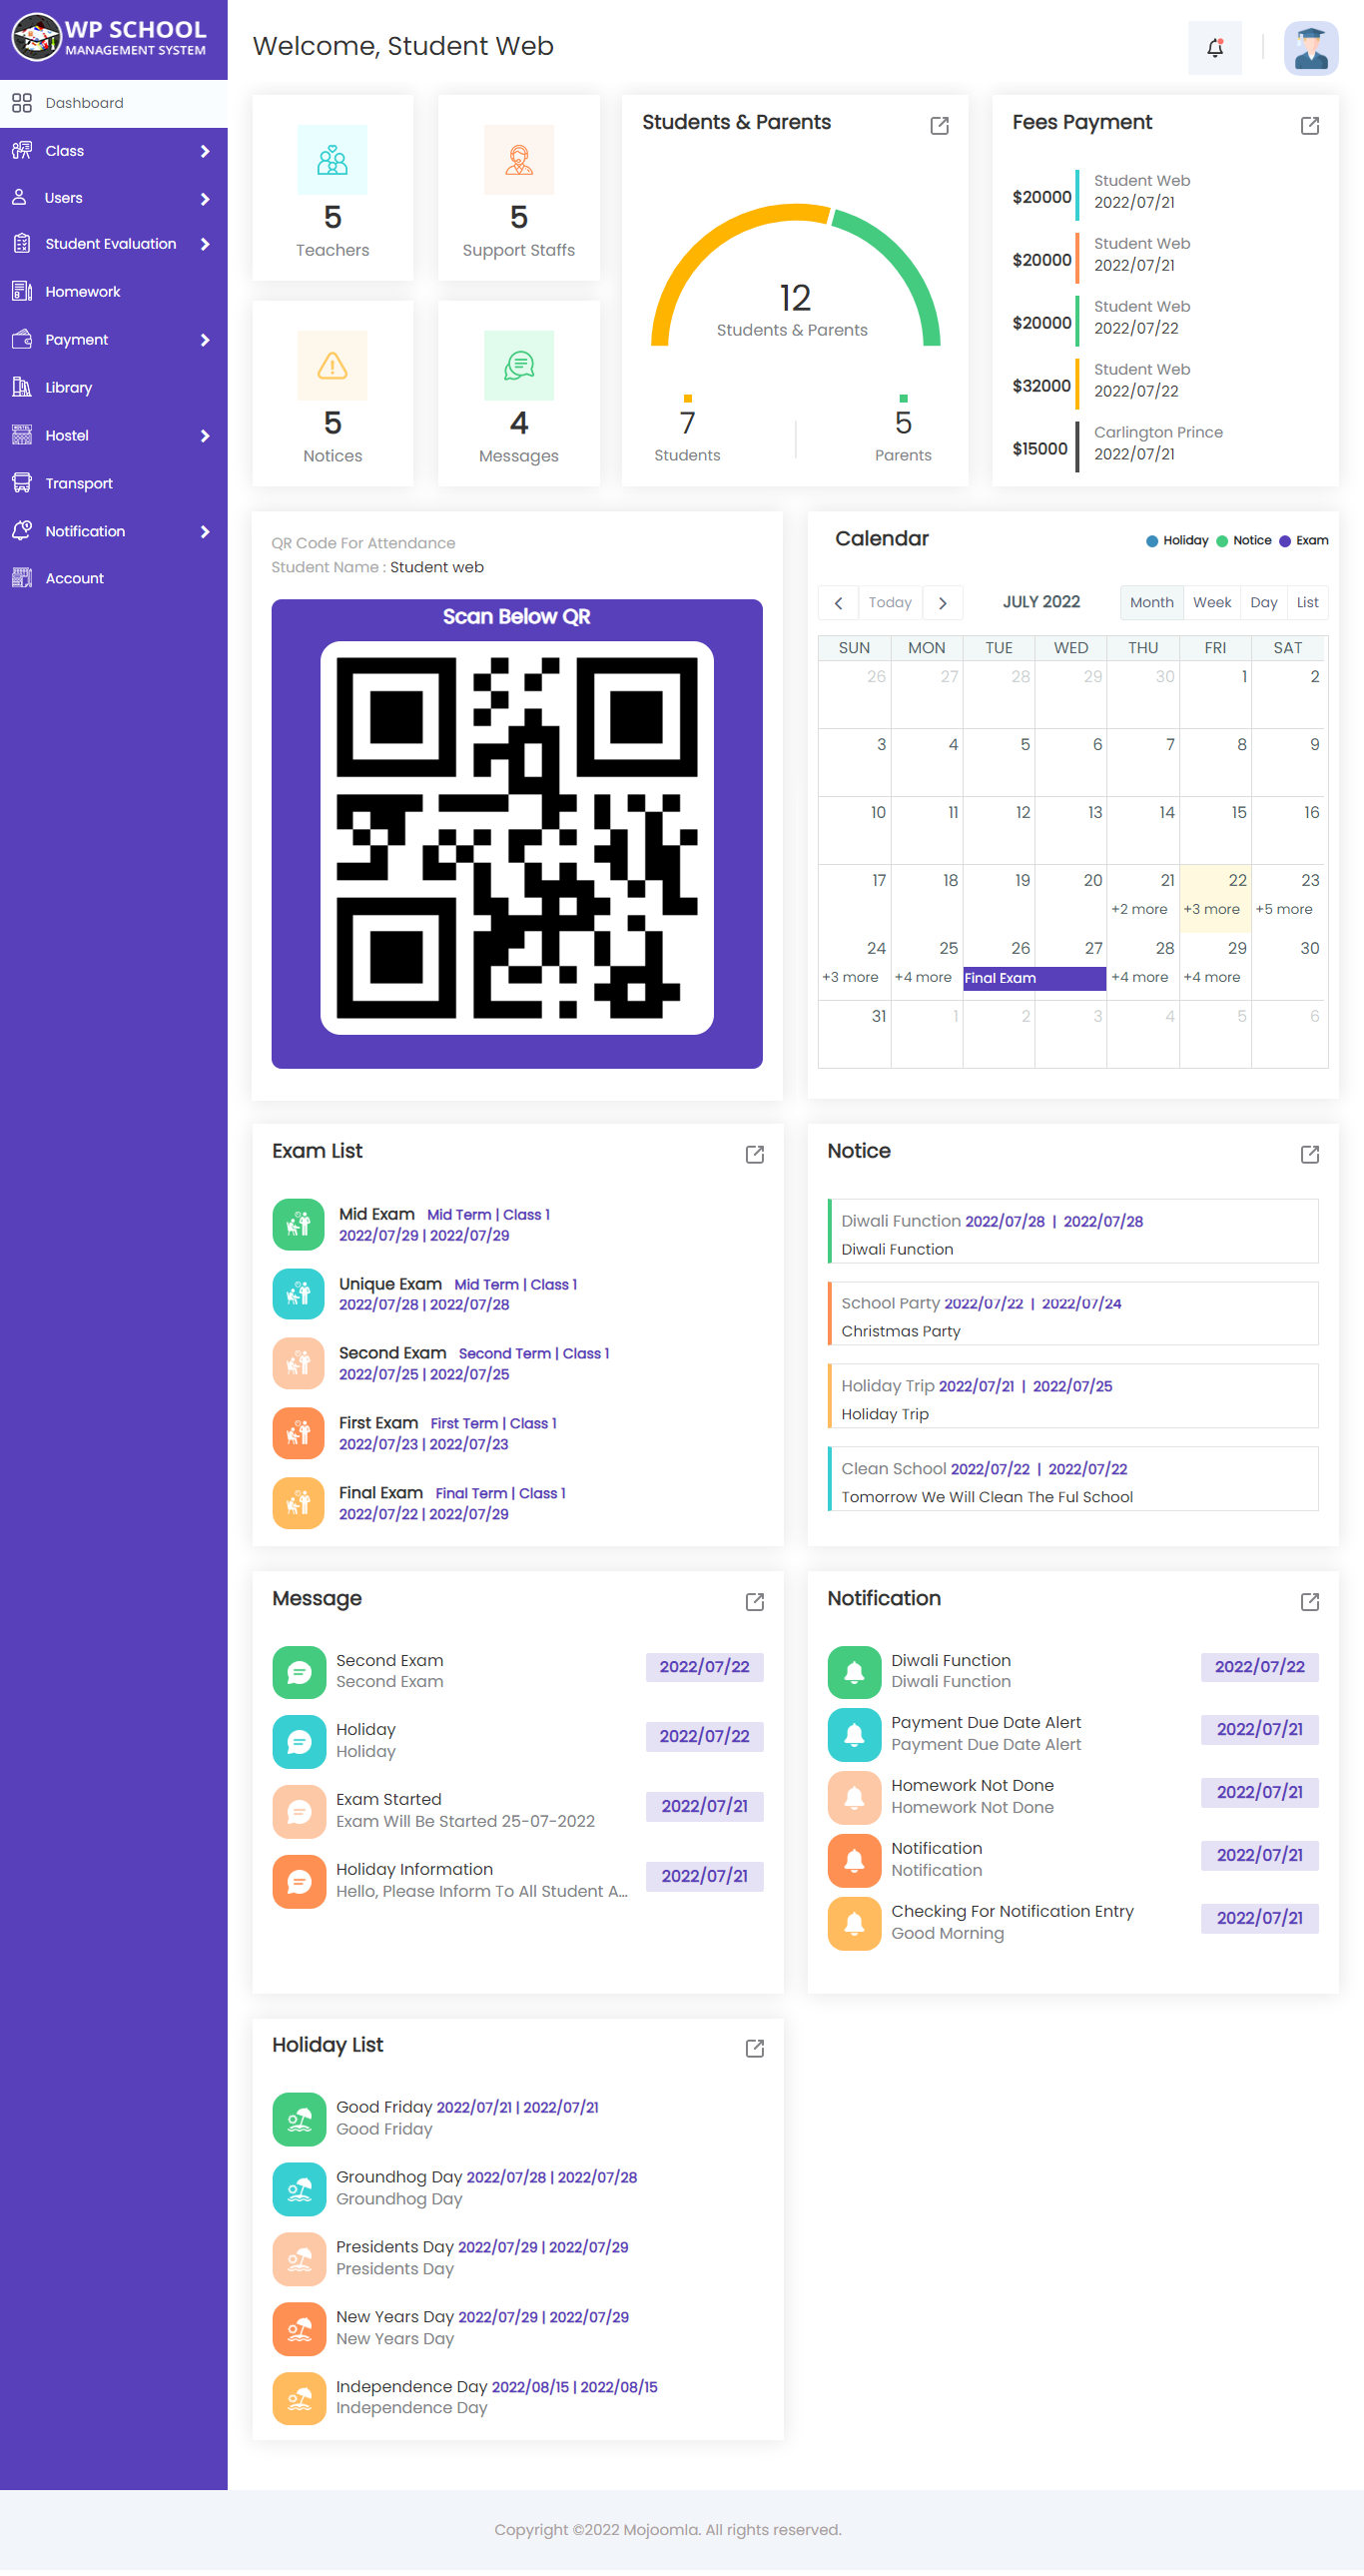 WP SCHOOL
MANAGEMENT SYSTEM
Dashboard
Class
Users
Student Evaluation
Homework
Payment
Library
Hostel
Transport
Notification
Account
Welcome, Student Web
5
Teachers
5
Support Staffs
5
Notices
4
Messages
Students & Parents
12
Students & Parents
7
Students
5
Parents
Fees Payment
$20000 Student Web
2022/07/21
$20000 Student Web
2022/07/21
$20000 Student Web
2022/07/22
$32000 Student Web
2022/07/22
$15000 Carlington Prince
2022/07/21
QR Code For Attendance
Student Name : Student web
Scan Below QR
Calendar
Holiday Notice Exam
Today JULY 2022 Month Week Day List
SUN MON TUE WED THU FRI SAT
26 27 28 29 30 1 2
3 4 5 6 7 8 9
10 11 12 13 14 15 16
17 18 19 20 21 22 23
+2 more +3 more +5 more
24 25 26 27 28 29 30
+3 more +4 more Final Exam +4 more +4 more
31 1 2 3 4 5 6
Exam List
Mid Exam Mid Term | Class 1
2022/07/29 | 2022/07/29
Unique Exam Mid Term | Class 1
2022/07/28 | 2022/07/28
Second Exam Second Term | Class 1
2022/07/25 | 2022/07/25
First Exam First Term | Class 1
2022/07/23 | 2022/07/23
Final Exam Final Term | Class 1
2022/07/22 | 2022/07/29
Notice
Diwali Function 2022/07/28 | 2022/07/28
Diwali Function
School Party 2022/07/22 | 2022/07/24
Christmas Party
Holiday Trip 2022/07/21 | 2022/07/25
Holiday Trip
Clean School 2022/07/22 | 2022/07/22
Tomorrow We Will Clean The Ful School
Message
Second Exam 2022/07/22
Second Exam
Holiday 2022/07/22
Holiday
Exam Started 2022/07/21
Exam Will Be Started 25-07-2022
Holiday Information 2022/07/21
Hello, Please Inform To All Student A...
Notification
Diwali Function 2022/07/22
Diwali Function
Payment Due Date Alert 2022/07/21
Payment Due Date Alert
Homework Not Done 2022/07/21
Homework Not Done
Notification 2022/07/21
Notification
Checking For Notification Entry 2022/07/21
Good Morning
Holiday List
Good Friday 2022/07/21 | 2022/07/21
Good Friday
Groundhog Day 2022/07/28 | 2022/07/28
Groundhog Day
Presidents Day 2022/07/29 | 2022/07/29
Presidents Day
New Years Day 2022/07/29 | 2022/07/29
New Years Day
Independence Day 2022/08/15 | 2022/08/15
Independence Day
Copyright ©2022 Mojoomla. All rights reserved.